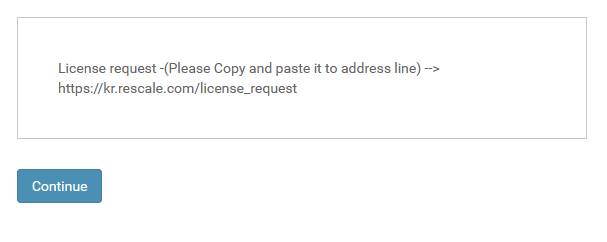 License request -(Please Copy and paste it to address line) -->
https://kr.rescale.com/license_request
Continue